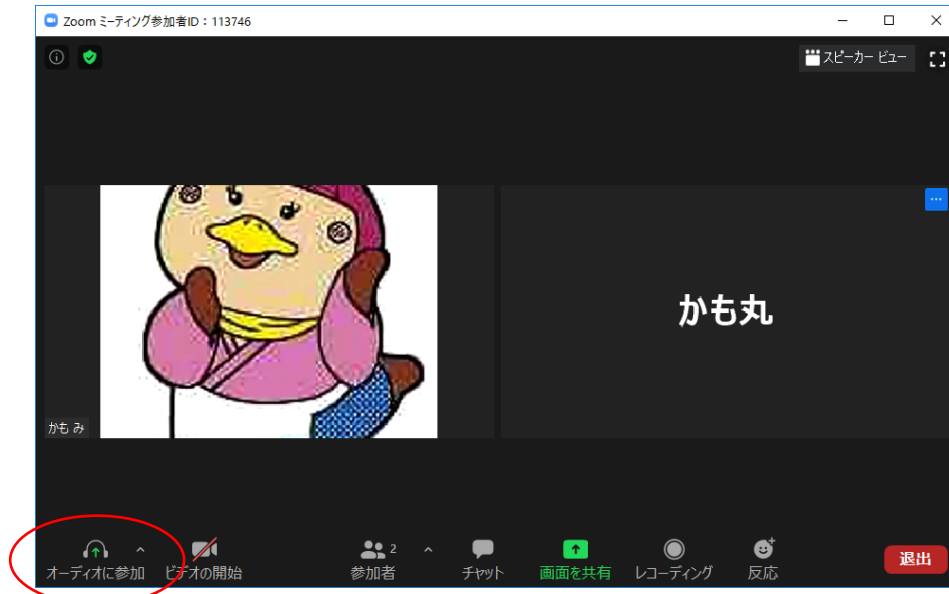 Zoom ミーティング参加者ID：113746
スピーカー ビュー
かも丸
かも み
2
オーディオに参加
ビデオの開始
参加者
チャット
画面を共有
レコーディング
反応
退出